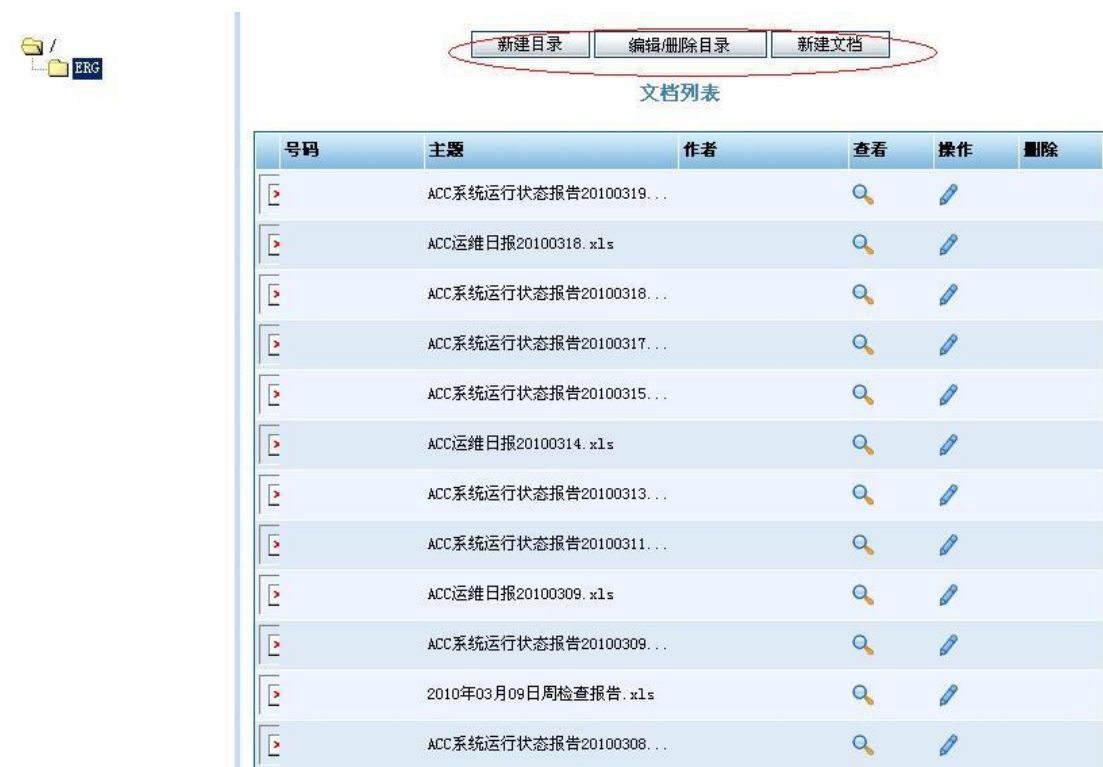 /
ERG
新建目录 编辑/删除目录 新建文档
文档列表
号码 主题 作者 查看 操作 删除
ACC系统运行状态报告20100319...
ACC运维日报20100318.xls
ACC系统运行状态报告20100318...
ACC系统运行状态报告20100317...
ACC系统运行状态报告20100315...
ACC运维日报20100314.xls
ACC系统运行状态报告20100313...
ACC系统运行状态报告20100311...
ACC运维日报20100309.xls
ACC系统运行状态报告20100309...
2010年03月09日周检查报告.xls
ACC系统运行状态报告20100308...